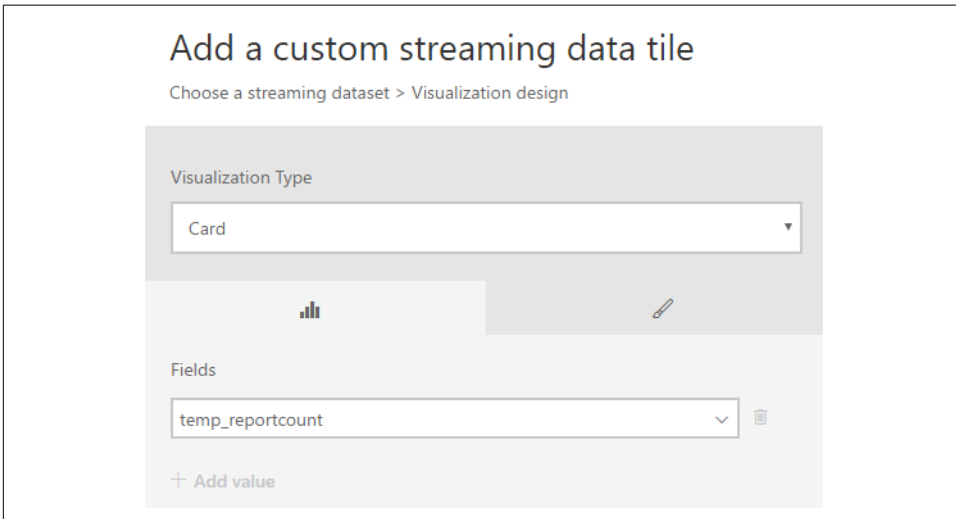 Add a custom streaming data tile
Choose a streaming dataset > Visualization design
Visualization Type
Card
Fields
temp_reportcount
+ Add value